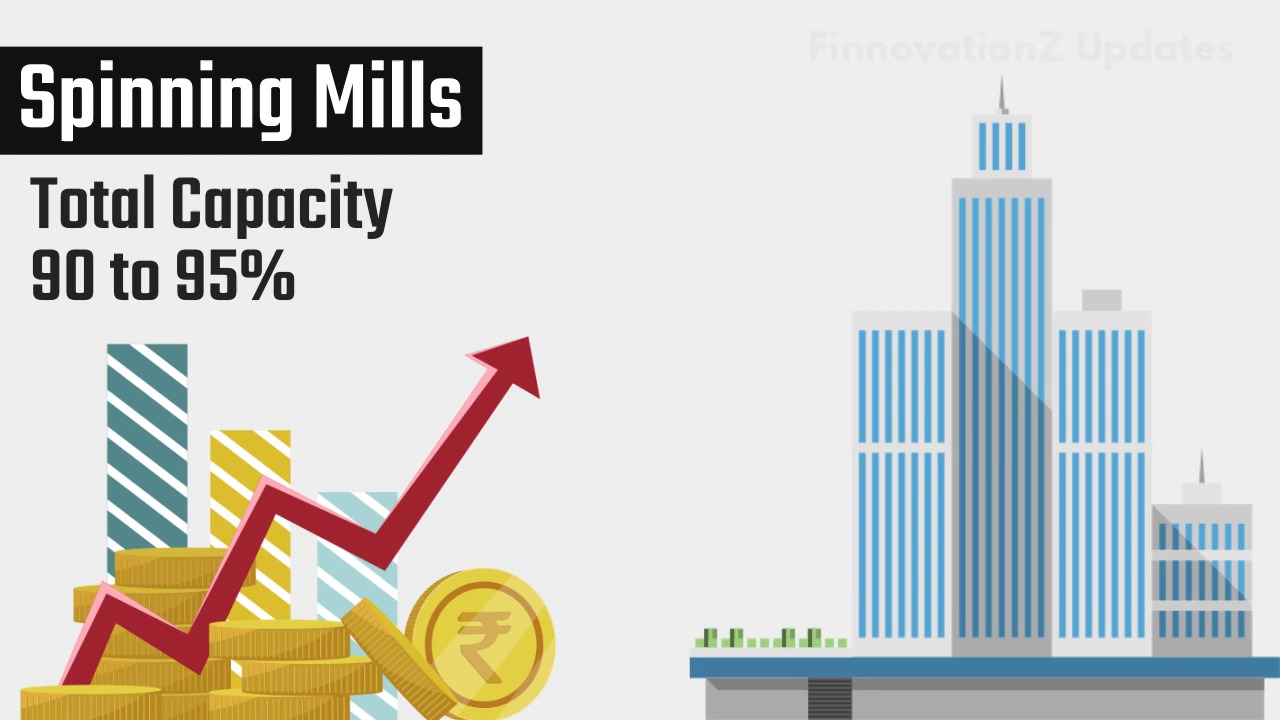 FinnovationZ Updates
Spinning Mills
Total Capacity
90 to 95%
₹